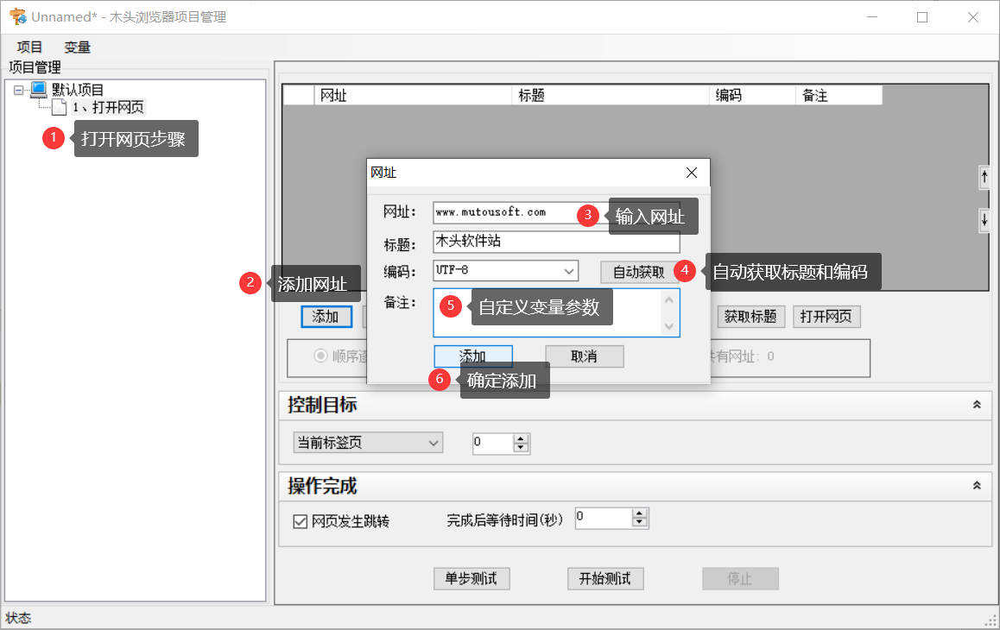 Unnamed* - 木头浏览器项目管理
项目 变量
项目管理
默认项目
1、打开网页
1 打开网页步骤
网址 标题 编码 备注
网址
网址： www.mutousoft.com
3 输入网址
标题： 木头软件站
编码： UTF-8 自动获取
4 自动获取标题和编码
备注：
5 自定义变量参数
添加 取消
6 确定添加
2 添加网址
添加 获取标题 打开网页
顺序 有网址： 0
控制目标
当前标签页 0
操作完成
网页发生跳转 完成后等待时间(秒) 0
单步测试 开始测试 停止
状态